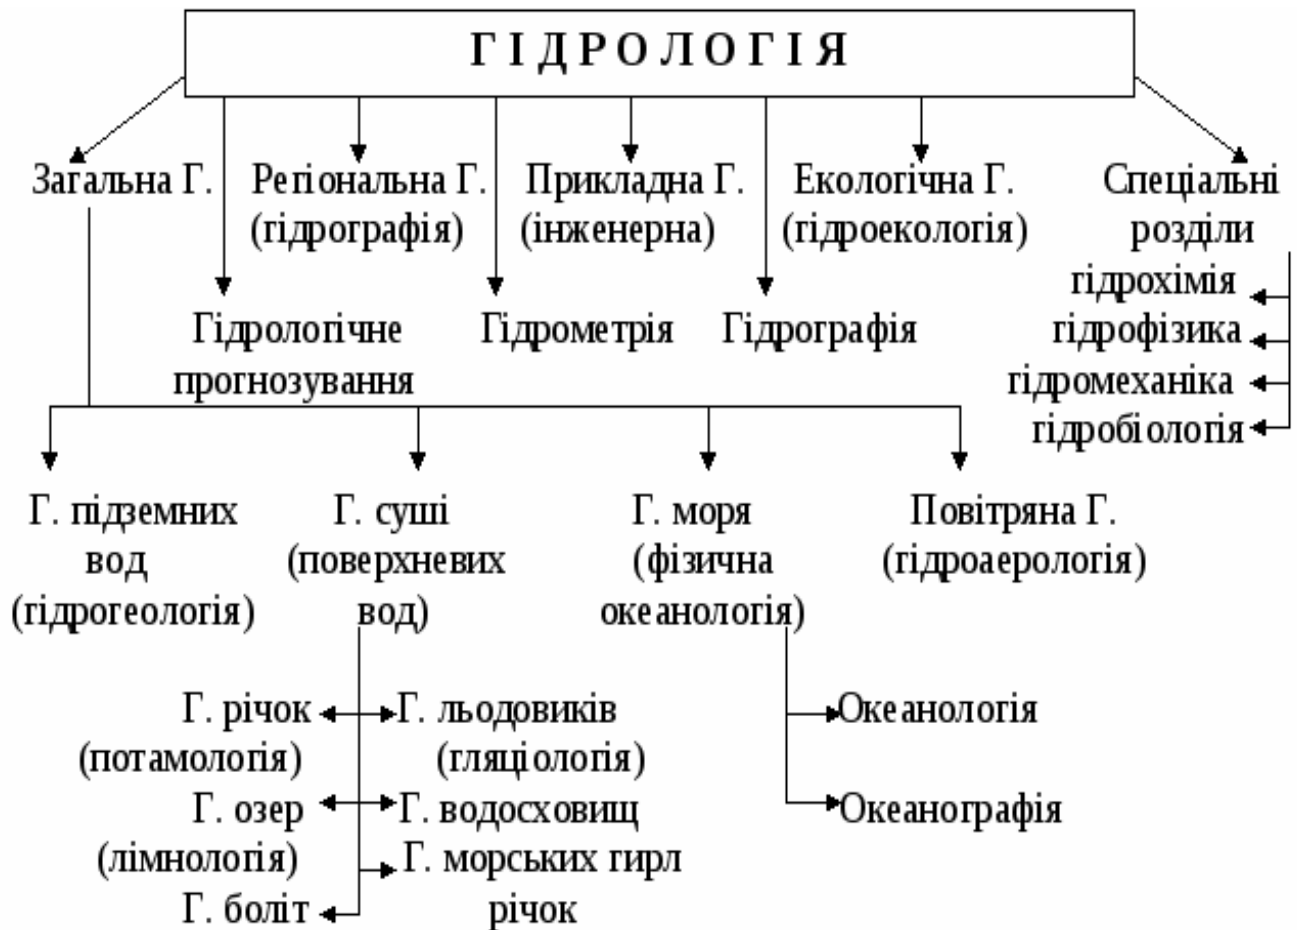 ГІДРОЛОГІЯ
Загальна Г.
Регіональна Г.
(гідрографія)
Прикладна Г.
(інженерна)
Екологічна Г.
(гідроекологія)
Спеціальні
розділи
гідрохімія
гідрофізика
гідромеханіка
гідробіологія
Гідрологічне
прогнозування
Гідрометрія
Гідрографія
Г. підземних
вод
(гідрогеологія)
Г. суші
(поверхневих
вод)
Г. моря
(фізична
океанологія)
Повітряна Г.
(гідроаерологія)
Г. річок
(потамологія)
Г. озер
(лімнологія)
Г. боліт
Г. льодовиків
(гляціологія)
Г. водосховищ
Г. морських гирл
річок
Океанологія
Океанографія